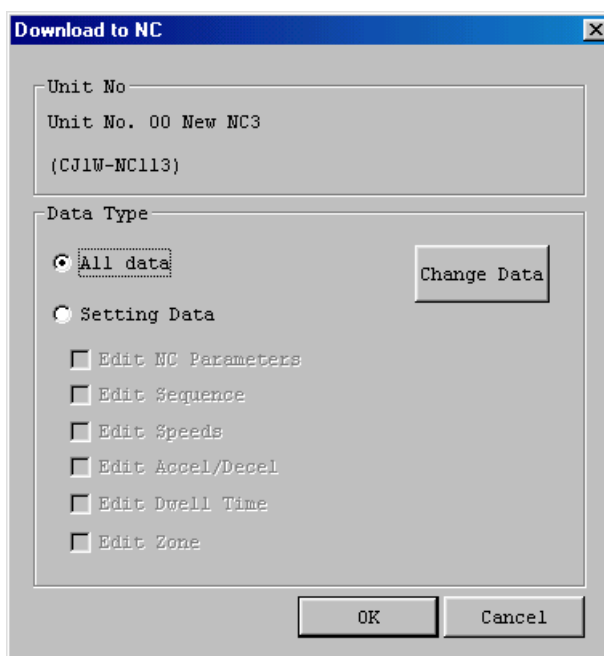 Download to NC
Unit No
Unit No. 00 New NC3
(CJ1W-NC113)
Data Type
All data
Change Data
Setting Data
Edit NC Parameters
Edit Sequence
Edit Speeds
Edit Accel/Decel
Edit Dwell Time
Edit Zone
OK
Cancel